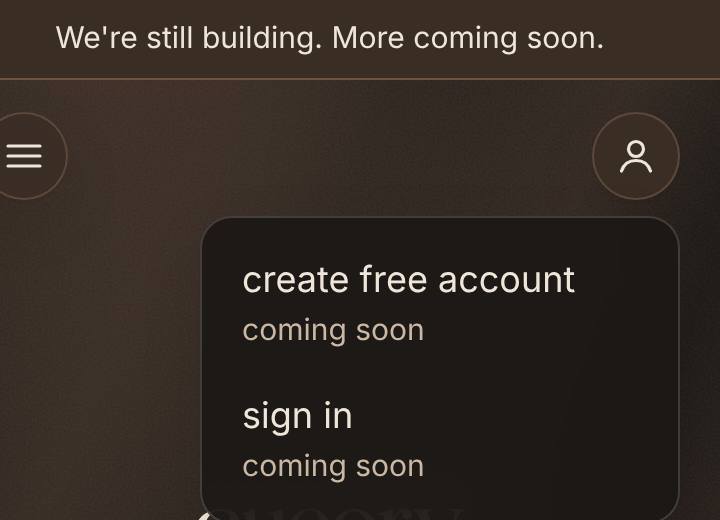 We're still building. More coming soon.
create free account
coming soon
sign in
coming soon